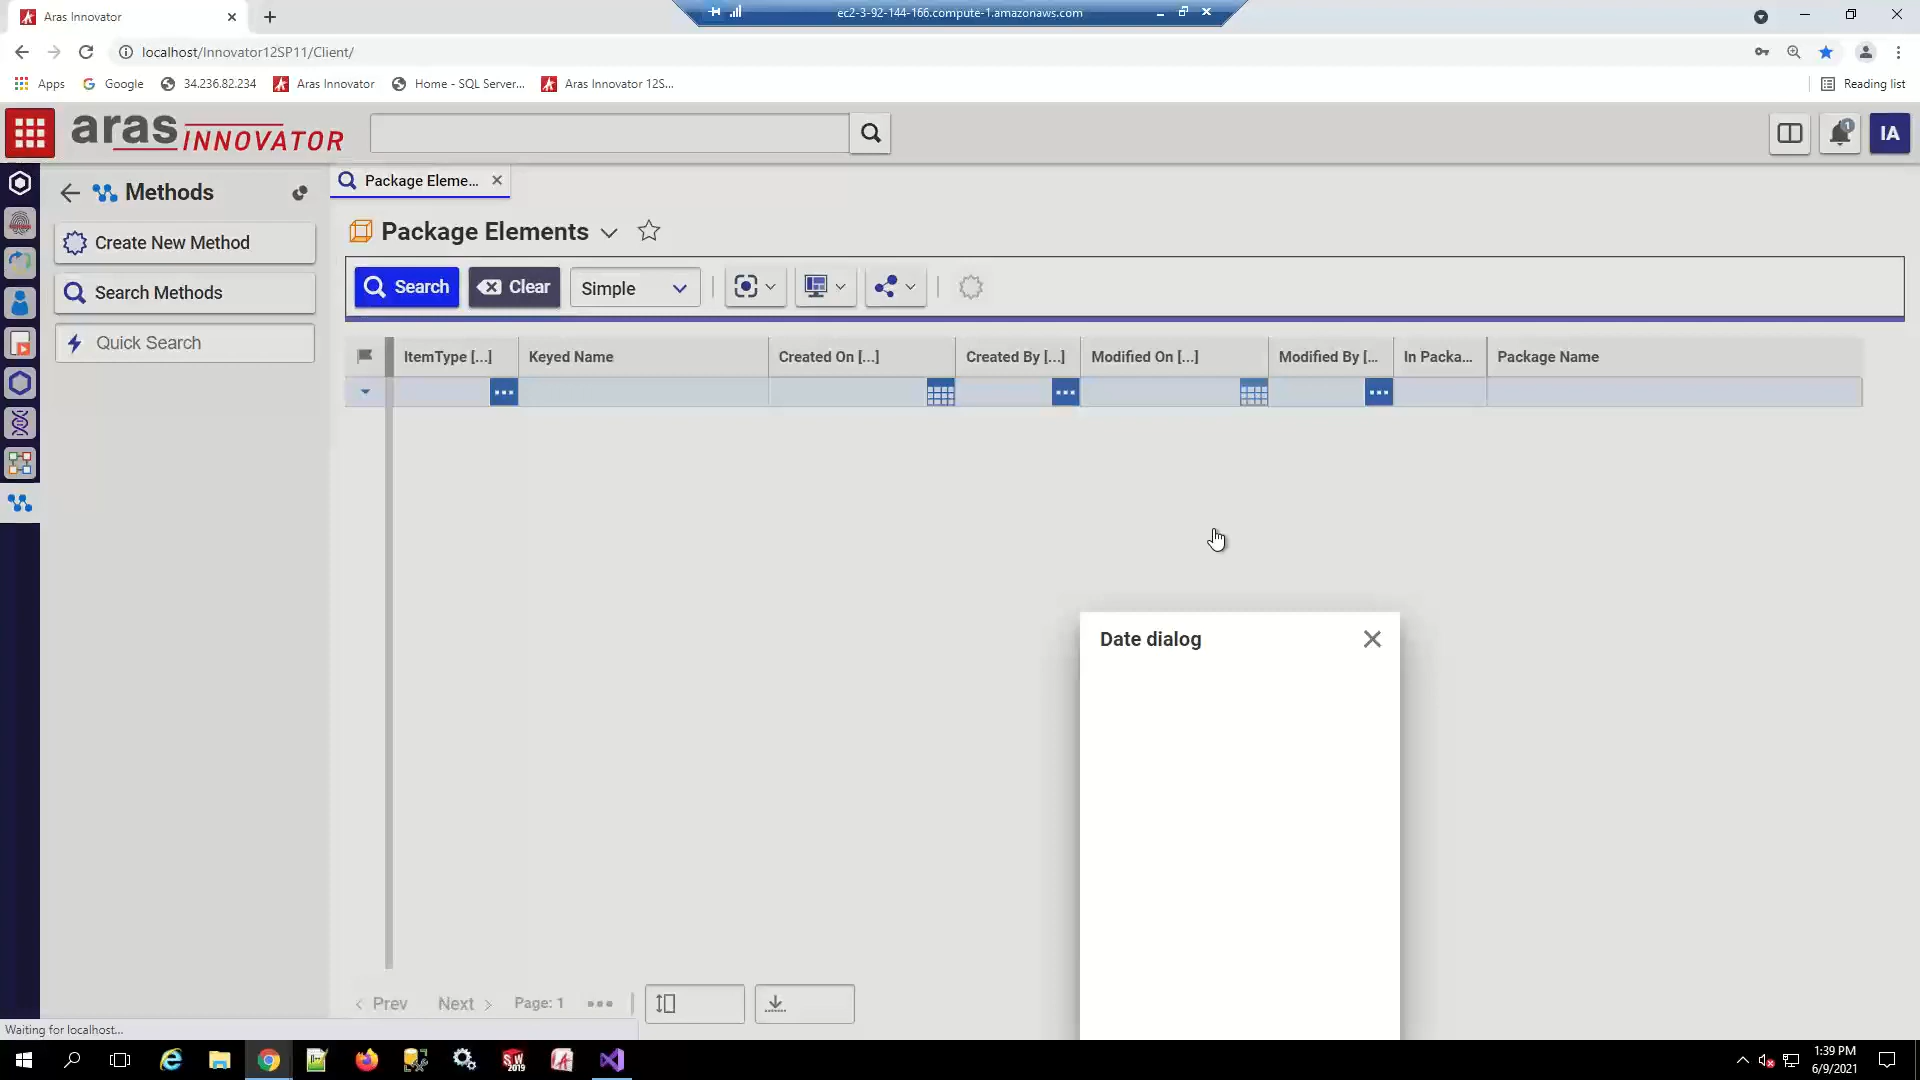 Aras Innovator
ec2-3-92-144-166.compute-1.amazonaws.com
localhost/Innovator12SP11/Client/
Apps
Google
34.236.82.234
Aras Innovator
Home - SQL Server...
Aras Innovator 12S...
Reading list
aras INNOVATOR
1
IA
Methods
Create New Method
Search Methods
Quick Search
Package Eleme...
Package Elements
Search
Clear
Simple
ItemType [...]
Keyed Name
Created On [...]
Created By [...]
Modified On [...]
Modified By [...
In Packa...
Package Name
Date dialog
Prev
Next
Page: 1
Waiting for localhost...
SW
2019
1:39 PM
6/9/2021